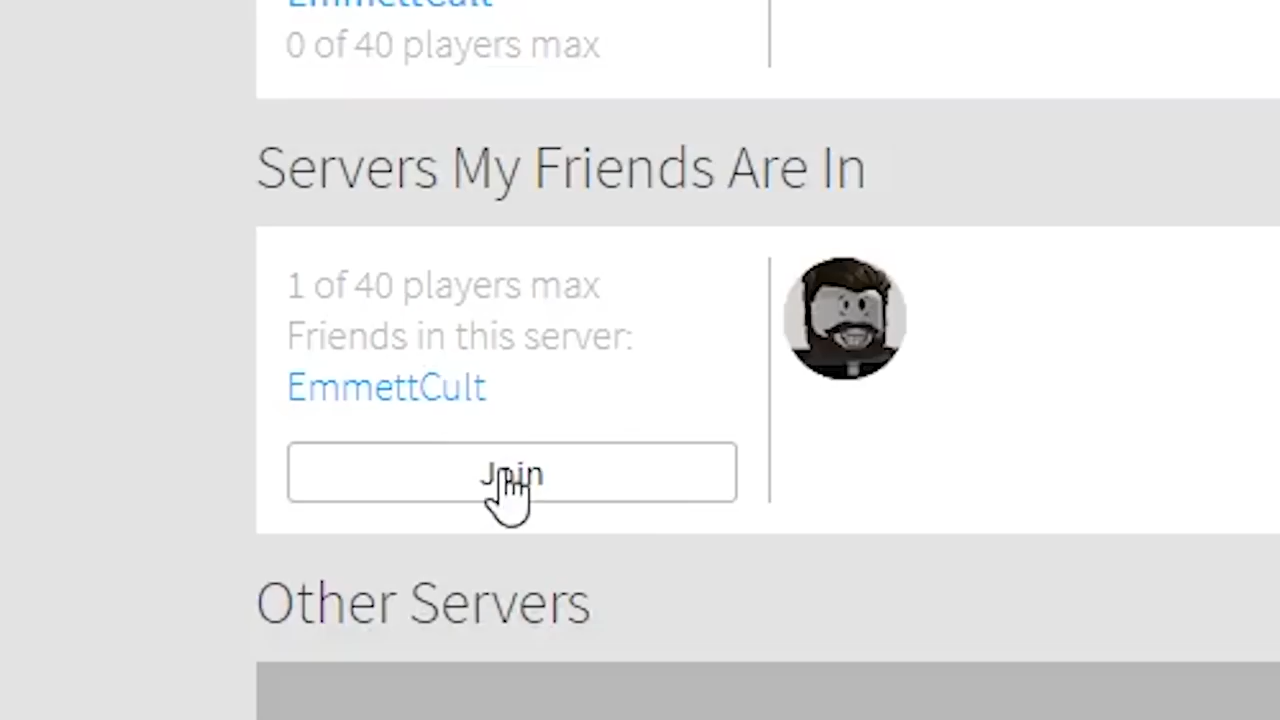 EmmettCult
0 of 40 players max
Servers My Friends Are In
1 of 40 players max
Friends in this server:
EmmettCult
Join
Other Servers